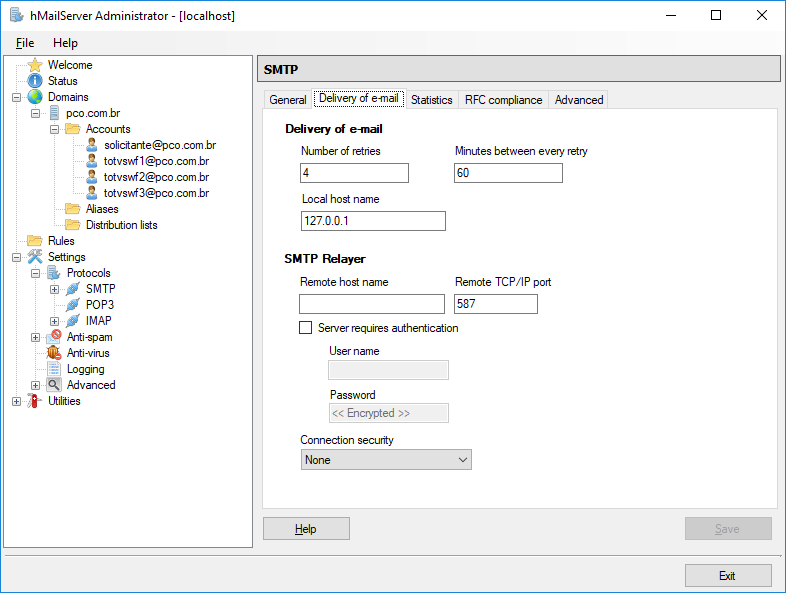 hMailServer Administrator - [localhost]
File Help
Welcome
Status
Domains
pco.com.br
Accounts
solicitante@pco.com.br
totvswf1@pco.com.br
totvswf2@pco.com.br
totvswf3@pco.com.br
Aliases
Distribution lists
Rules
Settings
Protocols
SMTP
POP3
IMAP
Anti-spam
Anti-virus
Logging
Advanced
Utilities
SMTP
General Delivery of e-mail Statistics RFC compliance Advanced
Delivery of e-mail
Number of retries Minutes between every retry
4 60
Local host name
127.0.0.1
SMTP Relayer
Remote host name Remote TCP/IP port
587
Server requires authentication
User name
Password
<< Encrypted >>
Connection security
None
Help Save
Exit